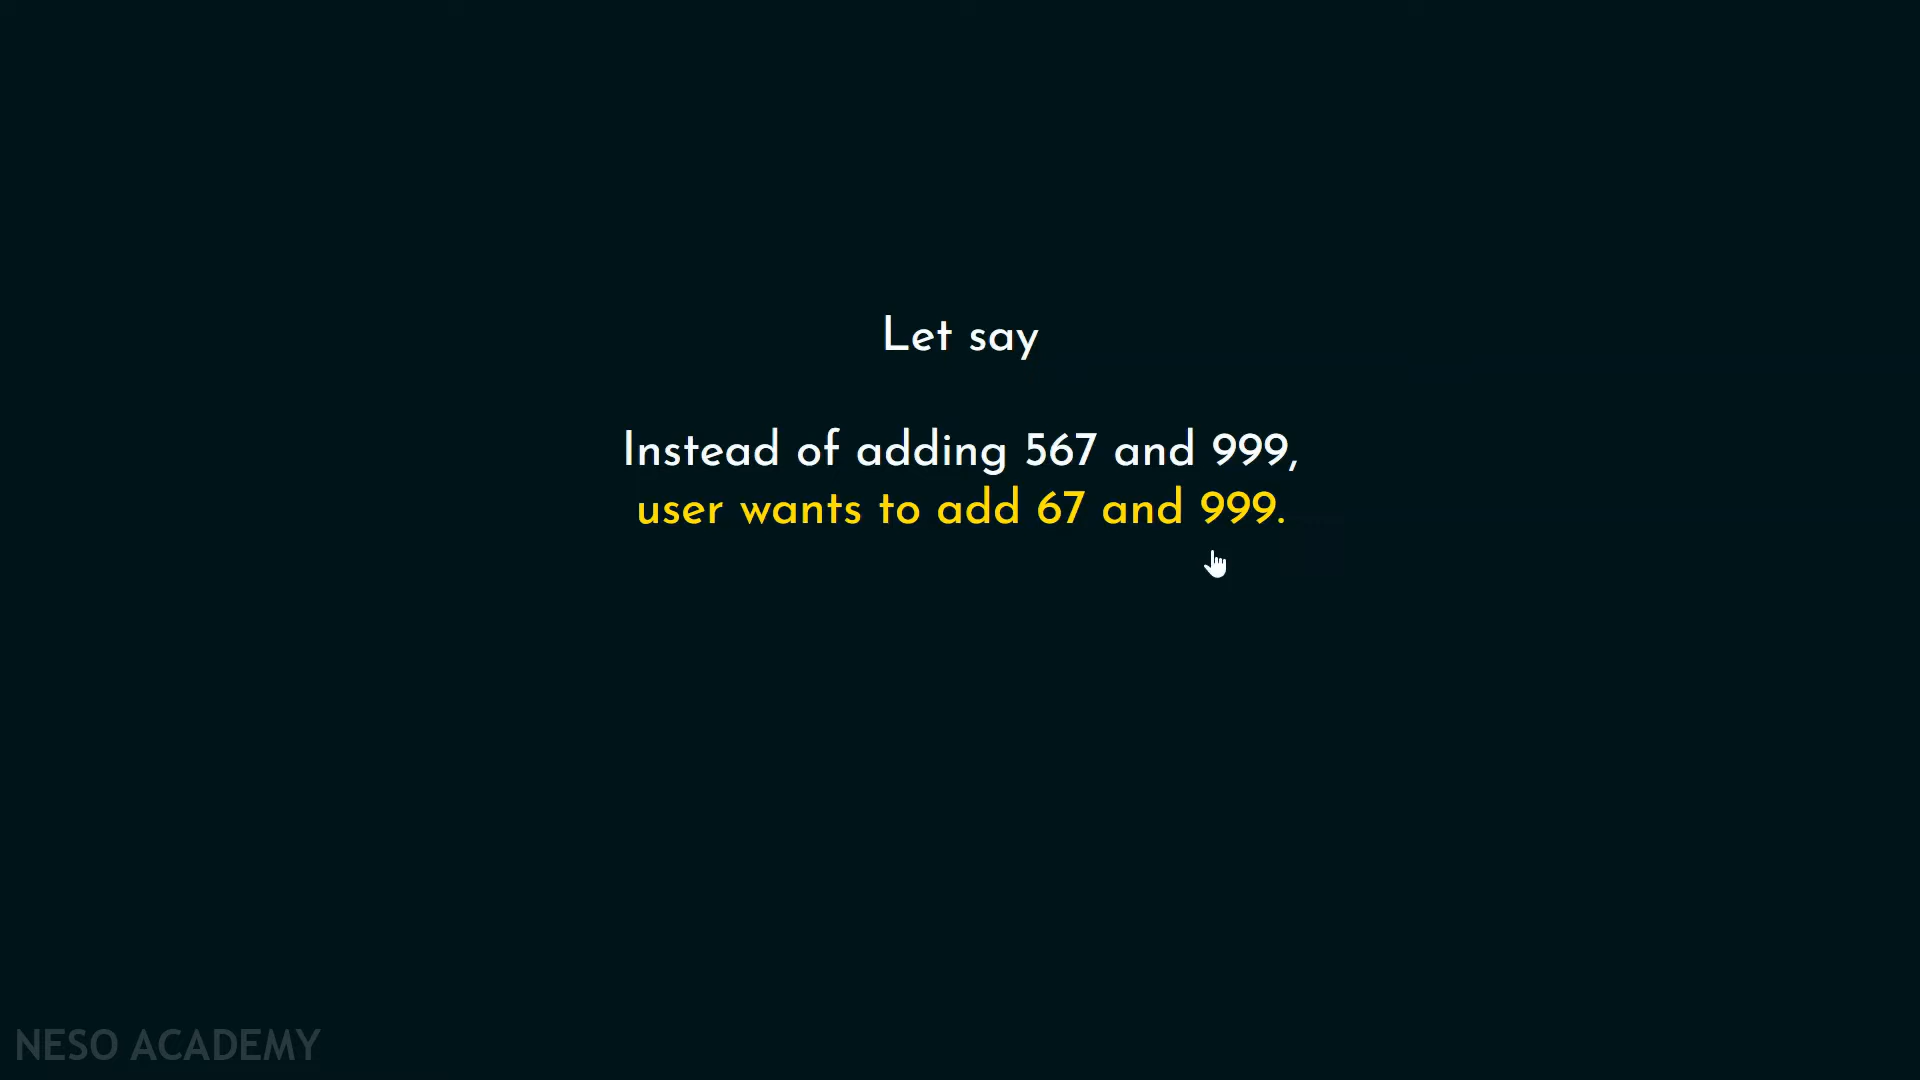 Let say
Instead of adding 567 and 999,
user wants to add 67 and 999.
NESO ACADEMY